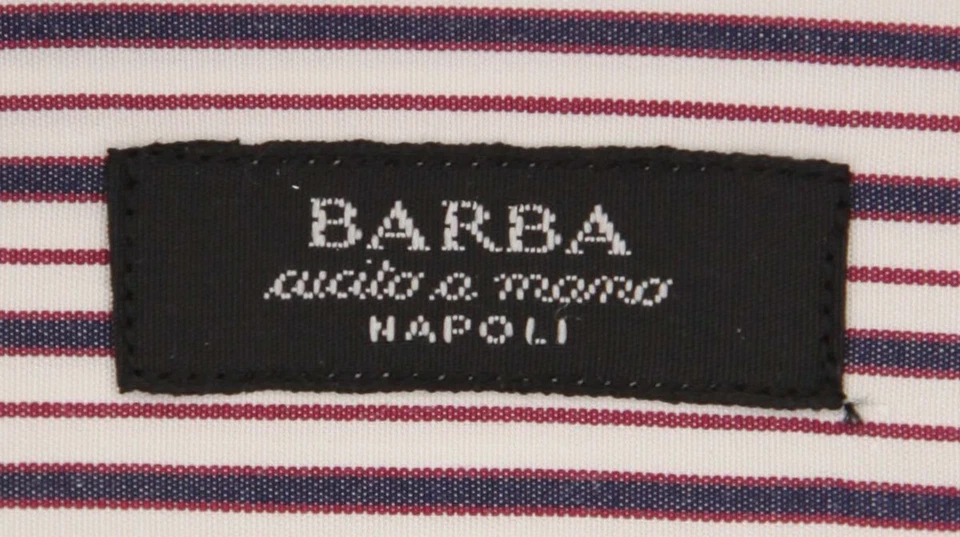 BARBA
cucito a mano
NAPOLI